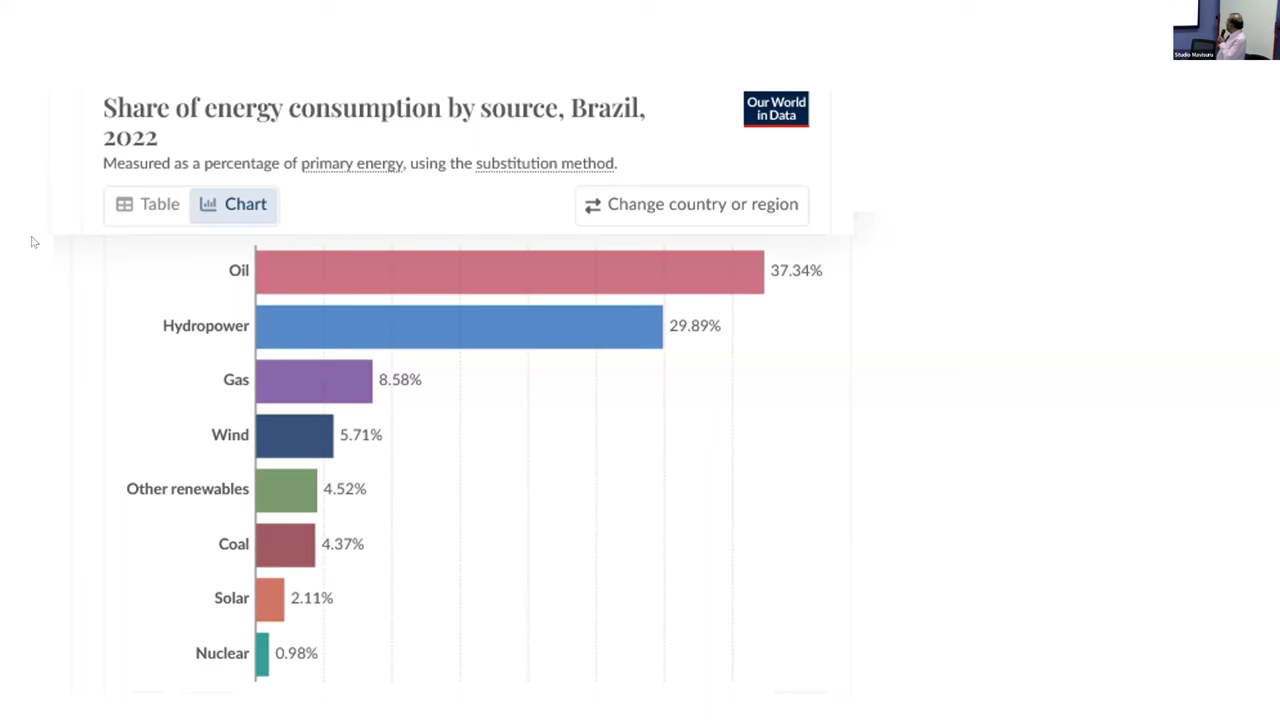 Studio Mavisuru
Share of energy consumption by source, Brazil,
2022
Our World
in Data
Measured as a percentage of primary energy, using the substitution method.
Table
Chart
Change country or region
Oil 37.34%
Hydropower 29.89%
Gas 8.58%
Wind 5.71%
Other renewables 4.52%
Coal 4.37%
Solar 2.11%
Nuclear 0.98%